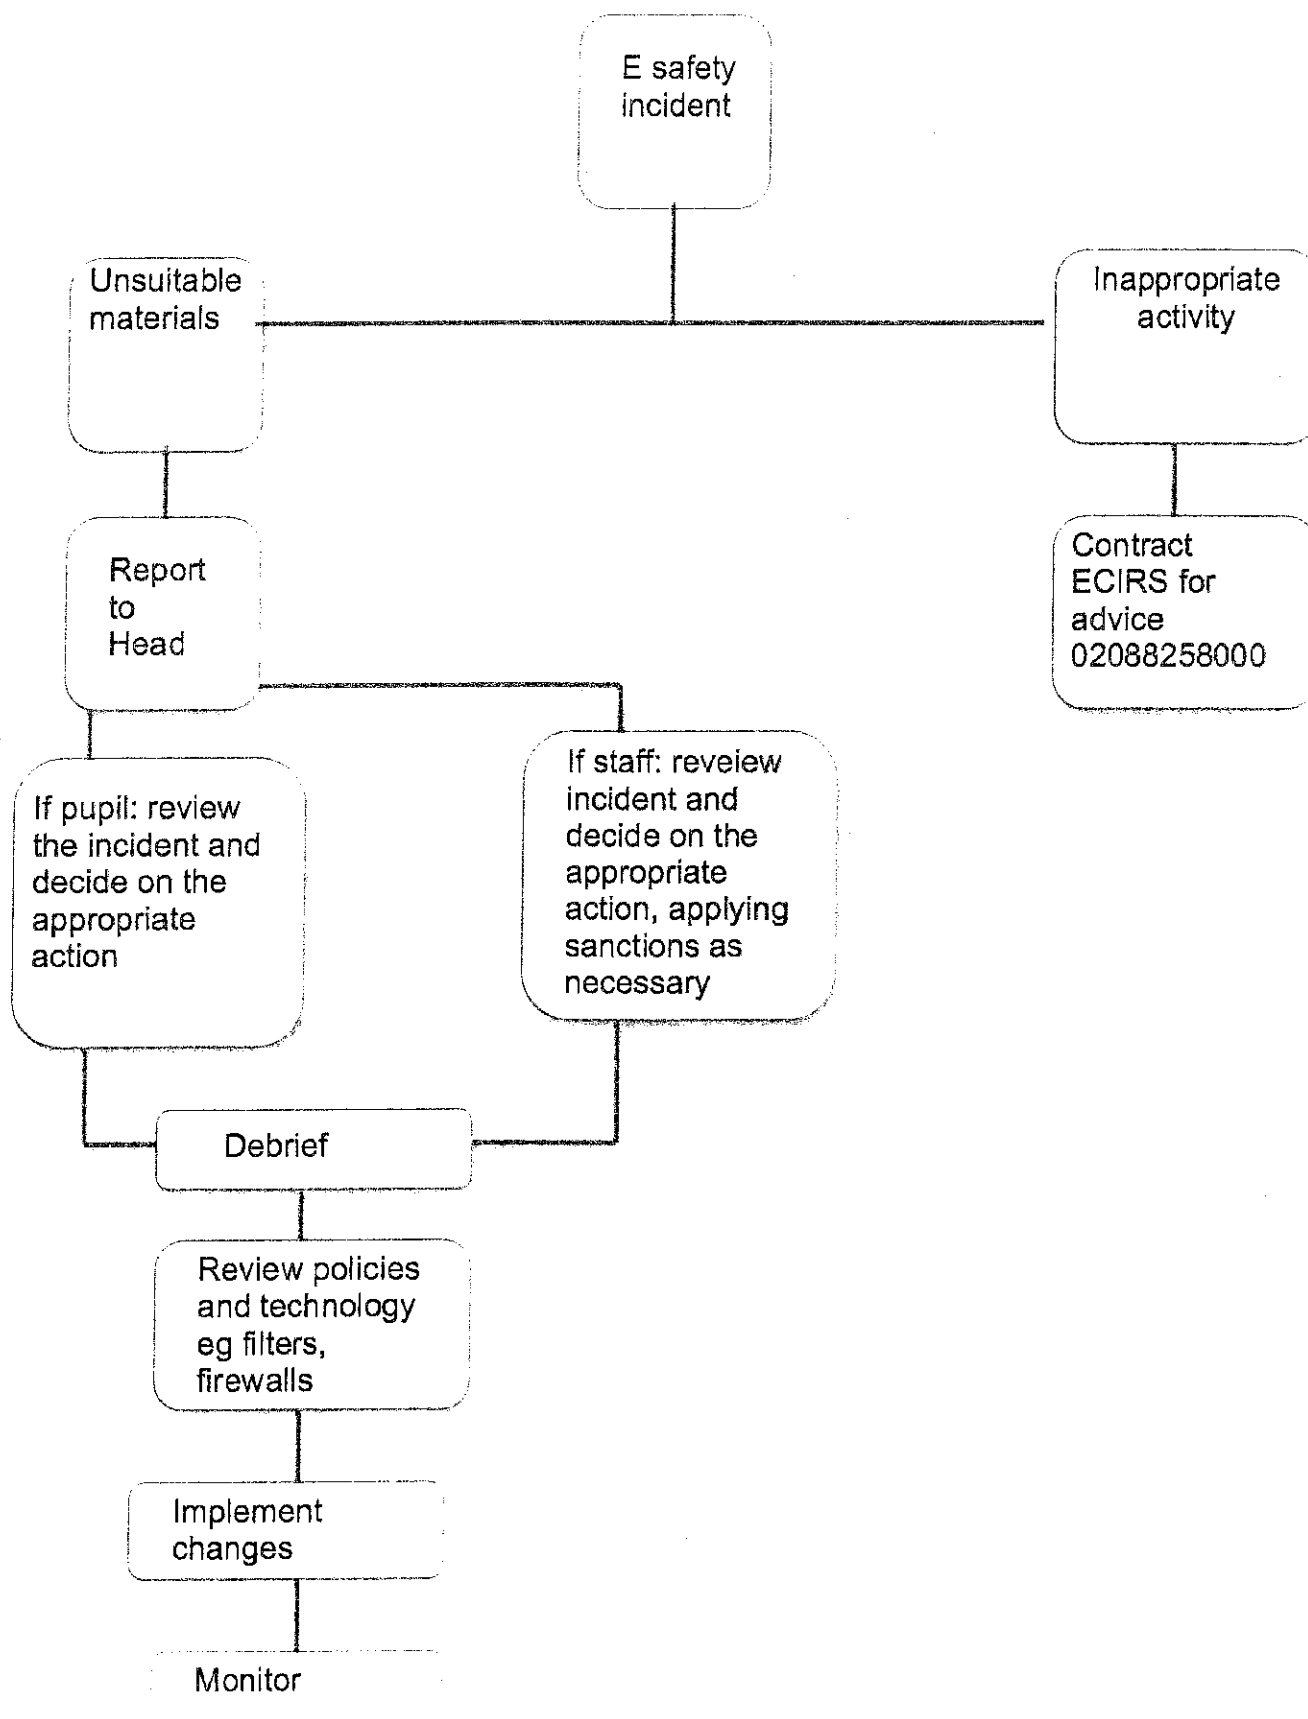 E safety
incident
Unsuitable
materials
Inappropriate
activity
Report
to
Head
Contract
ECIRS for
advice
02088258000
If pupil: review
the incident and
decide on the
appropriate
action
If staff: reveiew
incident and
decide on the
appropriate
action, applying
sanctions as
necessary
Debrief
Review policies
and technology
eg filters,
firewalls
Implement
changes
Monitor